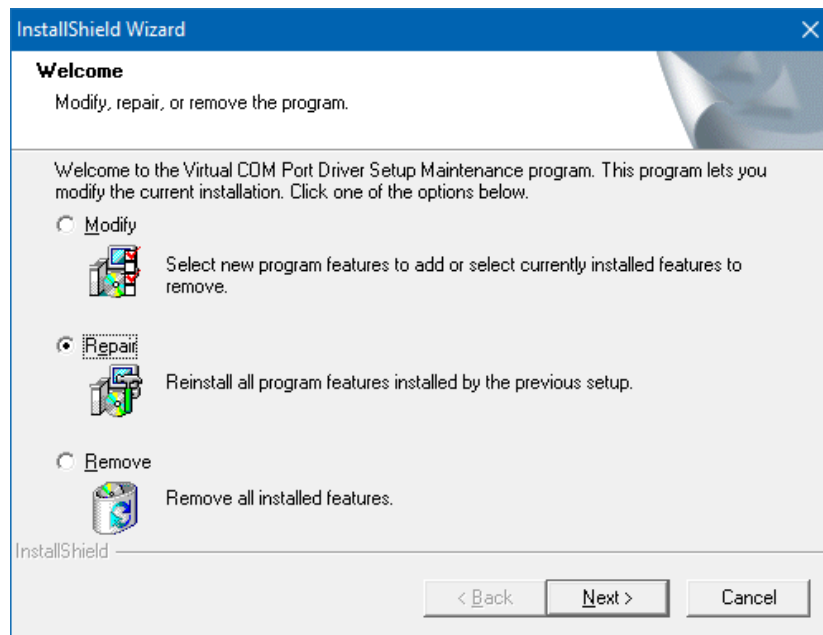 InstallShield Wizard
Welcome
Modify, repair, or remove the program.
Welcome to the Virtual COM Port Driver Setup Maintenance program. This program lets you
modify the current installation. Click one of the options below.
Modify
Select new program features to add or select currently installed features to
remove.
Repair
Reinstall all program features installed by the previous setup.
Remove
Remove all installed features.
InstallShield
< Back Next > Cancel